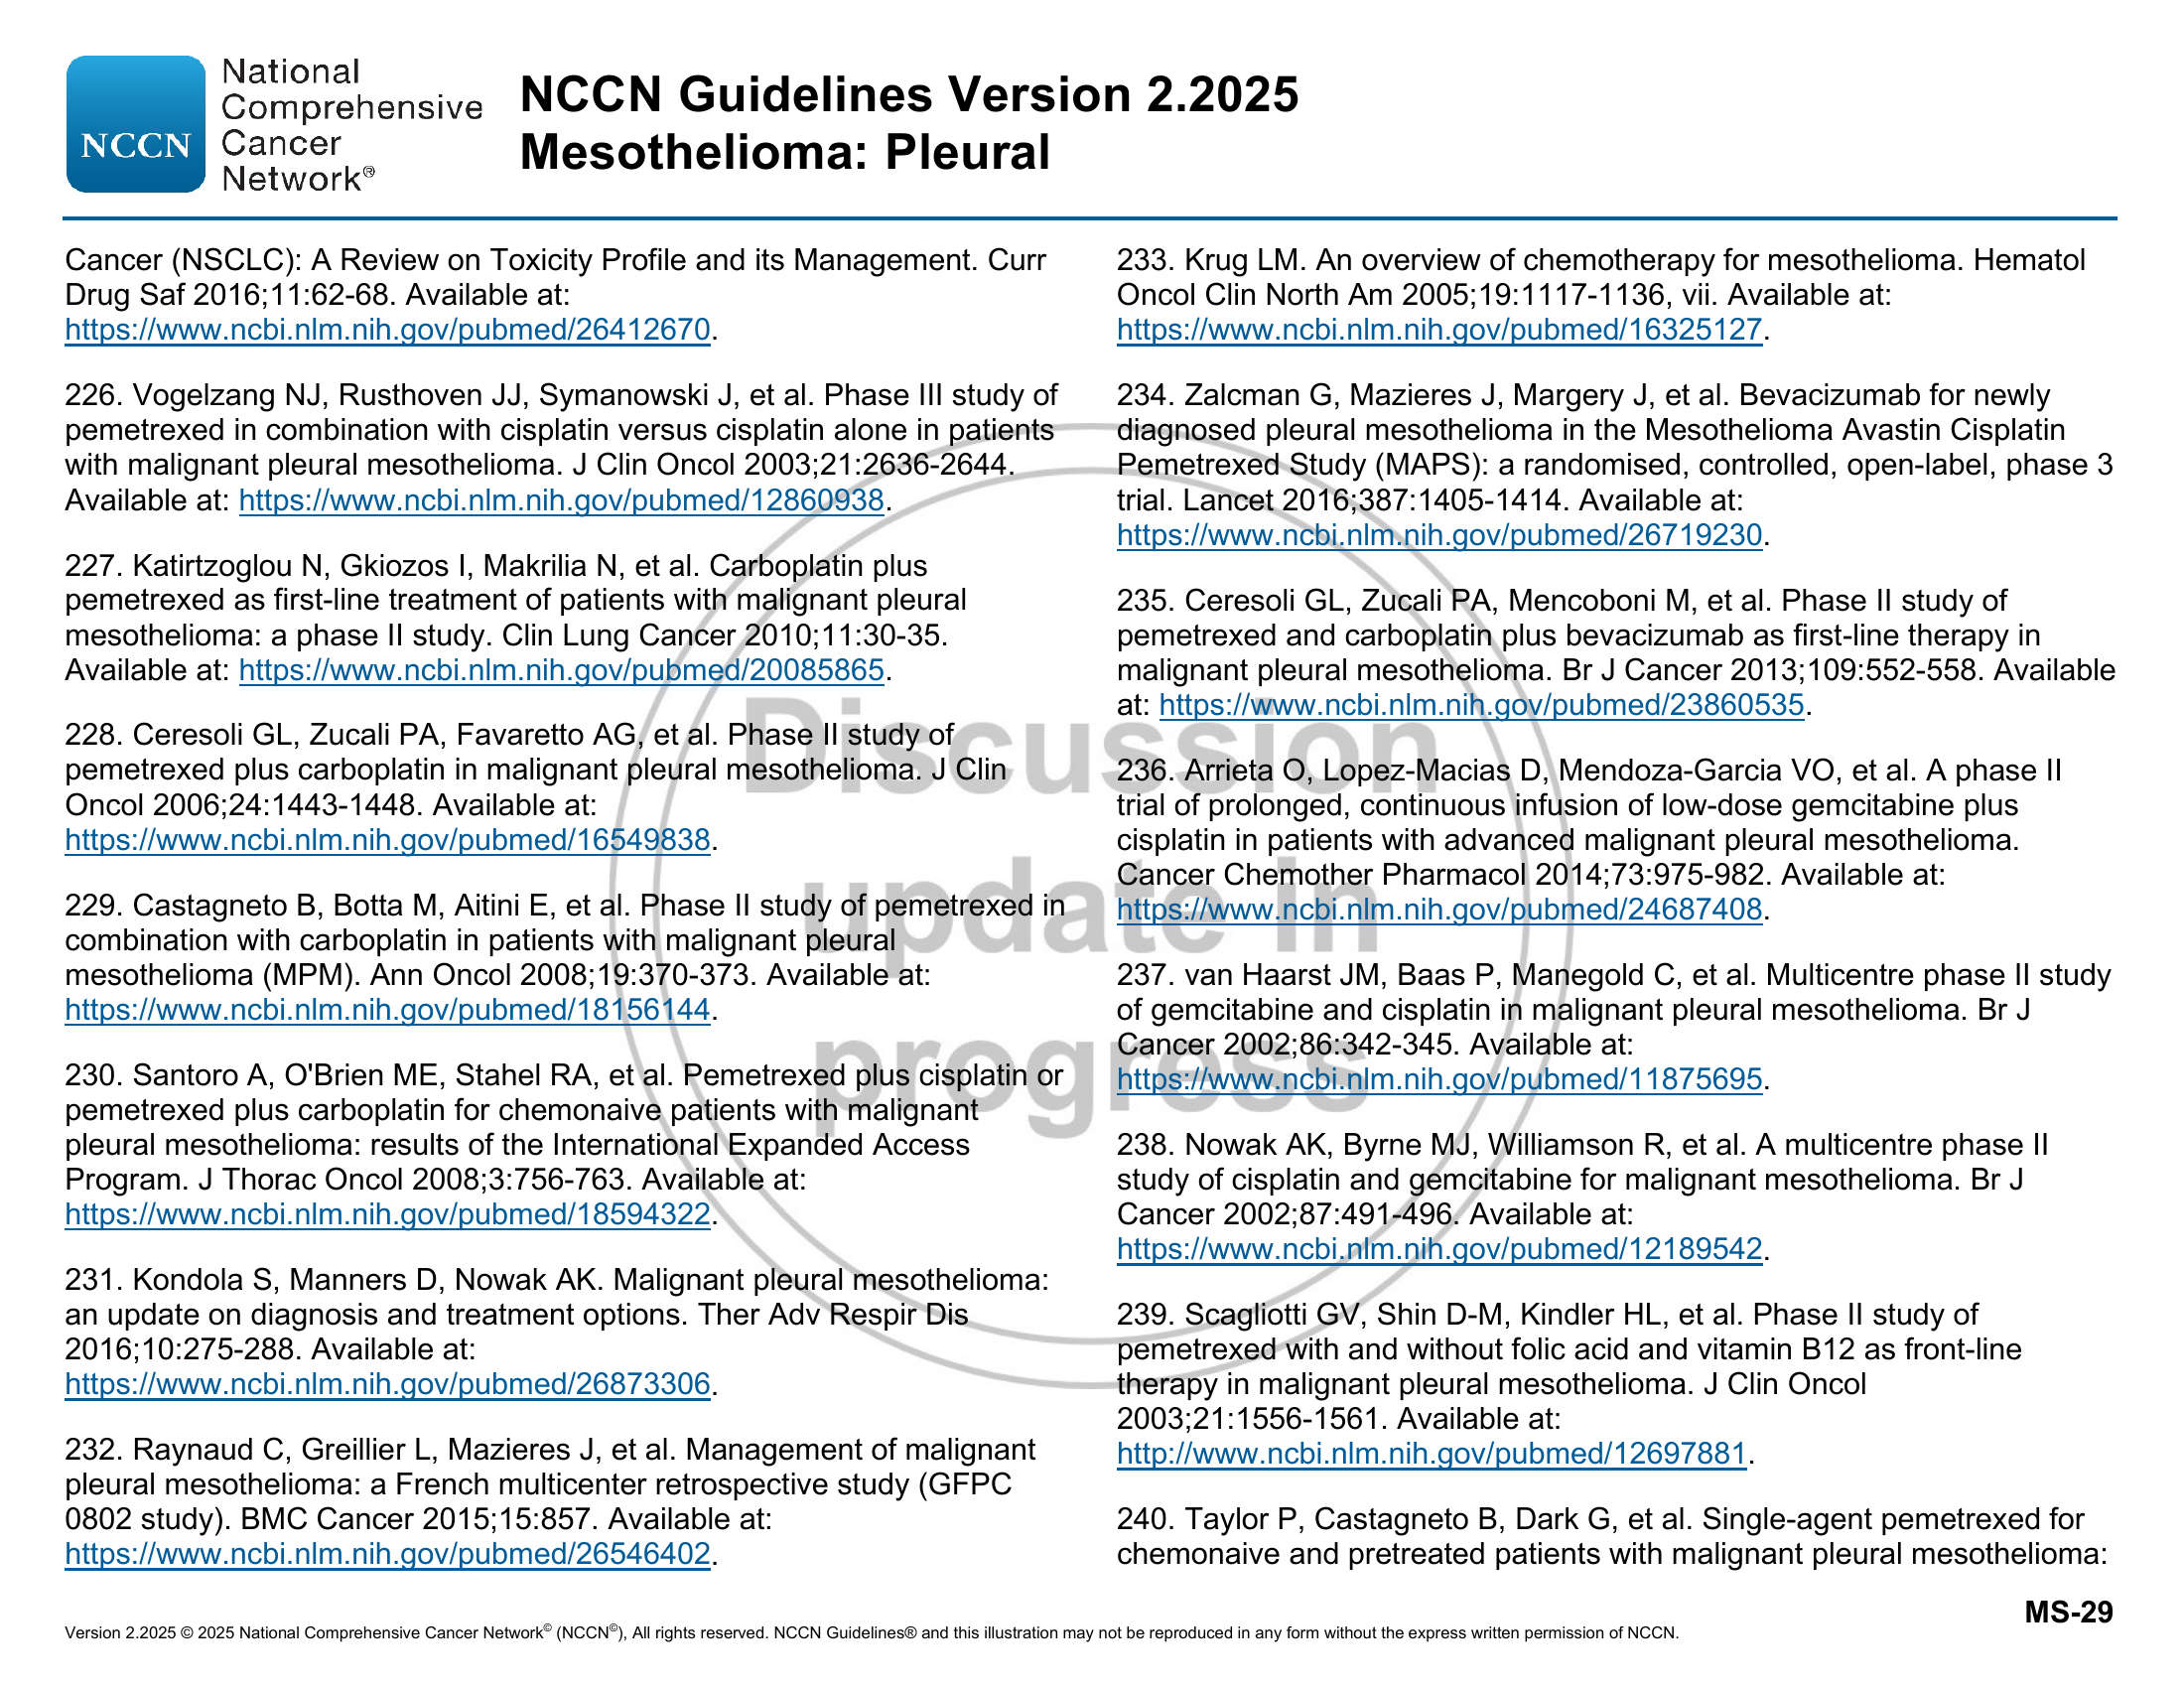 NCCN
National
Comprehensive
Cancer
Network®
NCCN Guidelines Version 2.2025
Mesothelioma: Pleural
Cancer (NSCLC): A Review on Toxicity Profile and its Management. Curr
Drug Saf 2016;11:62-68. Available at:
https://www.ncbi.nlm.nih.gov/pubmed/26412670.
226. Vogelzang NJ, Rusthoven JJ, Symanowski J, et al. Phase III study of
pemetrexed in combination with cisplatin versus cisplatin alone in patients
with malignant pleural mesothelioma. J Clin Oncol 2003;21:2636-2644.
Available at: https://www.ncbi.nlm.nih.gov/pubmed/12860938.
227. Katirtzoglou N, Gkiozos I, Makrilia N, et al. Carboplatin plus
pemetrexed as first-line treatment of patients with malignant pleural
mesothelioma: a phase II study. Clin Lung Cancer 2010;11:30-35.
Available at: https://www.ncbi.nlm.nih.gov/pubmed/20085865.
228. Ceresoli GL, Zucali PA, Favaretto AG, et al. Phase II study of
pemetrexed plus carboplatin in malignant pleural mesothelioma. J Clin
Oncol 2006;24:1443-1448. Available at:
https://www.ncbi.nlm.nih.gov/pubmed/16549838.
229. Castagneto B, Botta M, Aitini E, et al. Phase II study of pemetrexed in
combination with carboplatin in patients with malignant pleural
mesothelioma (MPM). Ann Oncol 2008;19:370-373. Available at:
https://www.ncbi.nlm.nih.gov/pubmed/18156144.
230. Santoro A, O'Brien ME, Stahel RA, et al. Pemetrexed plus cisplatin or
pemetrexed plus carboplatin for chemonaive patients with malignant
pleural mesothelioma: results of the International Expanded Access
Program. J Thorac Oncol 2008;3:756-763. Available at:
https://www.ncbi.nlm.nih.gov/pubmed/18594322.
231. Kondola S, Manners D, Nowak AK. Malignant pleural mesothelioma:
an update on diagnosis and treatment options. Ther Adv Respir Dis
2016;10:275-288. Available at:
https://www.ncbi.nlm.nih.gov/pubmed/26873306.
232. Raynaud C, Greillier L, Mazieres J, et al. Management of malignant
pleural mesothelioma: a French multicenter retrospective study (GFPC
0802 study). BMC Cancer 2015;15:857. Available at:
https://www.ncbi.nlm.nih.gov/pubmed/26546402.
233. Krug LM. An overview of chemotherapy for mesothelioma. Hematol
Oncol Clin North Am 2005;19:1117-1136, vii. Available at:
https://www.ncbi.nlm.nih.gov/pubmed/16325127.
234. Zalcman G, Mazieres J, Margery J, et al. Bevacizumab for newly
diagnosed pleural mesothelioma in the Mesothelioma Avastin Cisplatin
Pemetrexed Study (MAPS): a randomised, controlled, open-label, phase 3
trial. Lancet 2016;387:1405-1414. Available at:
https://www.ncbi.nlm.nih.gov/pubmed/26719230.
235. Ceresoli GL, Zucali PA, Mencoboni M, et al. Phase II study of
pemetrexed and carboplatin plus bevacizumab as first-line therapy in
malignant pleural mesothelioma. Br J Cancer 2013;109:552-558. Available
at: https://www.ncbi.nlm.nih.gov/pubmed/23860535.
236. Arrieta O, Lopez-Macias D, Mendoza-Garcia VO, et al. A phase II
trial of prolonged, continuous infusion of low-dose gemcitabine plus
cisplatin in patients with advanced malignant pleural mesothelioma.
Cancer Chemother Pharmacol 2014;73:975-982. Available at:
https://www.ncbi.nlm.nih.gov/pubmed/24687408.
237. van Haarst JM, Baas P, Manegold C, et al. Multicentre phase II study
of gemcitabine and cisplatin in malignant pleural mesothelioma. Br J
Cancer 2002;86:342-345. Available at:
https://www.ncbi.nlm.nih.gov/pubmed/11875695.
238. Nowak AK, Byrne MJ, Williamson R, et al. A multicentre phase II
study of cisplatin and gemcitabine for malignant mesothelioma. Br J
Cancer 2002;87:491-496. Available at:
https://www.ncbi.nlm.nih.gov/pubmed/12189542.
239. Scagliotti GV, Shin D-M, Kindler HL, et al. Phase II study of
pemetrexed with and without folic acid and vitamin B12 as front-line
therapy in malignant pleural mesothelioma. J Clin Oncol
2003;21:1556-1561. Available at:
http://www.ncbi.nlm.nih.gov/pubmed/12697881.
240. Taylor P, Castagneto B, Dark G, et al. Single-agent pemetrexed for
chemonaive and pretreated patients with malignant pleural mesothelioma:
Discussion
update in
progress
MS-29
Version 2.2025 © 2025 National Comprehensive Cancer Network© (NCCN©), All rights reserved. NCCN Guidelines® and this illustration may not be reproduced in any form without the express written permission of NCCN.